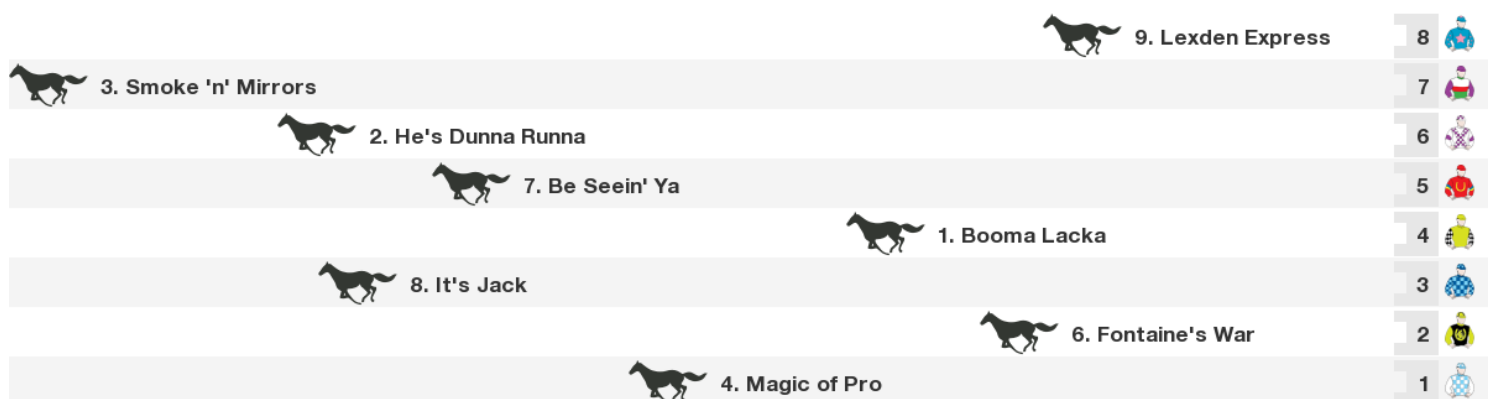 9. Lexden Express 8
3. Smoke 'n' Mirrors 7
2. He's Dunna Runna 6
7. Be Seein' Ya 5
1. Booma Lacka 4
8. It's Jack 3
6. Fontaine's War 2
4. Magic of Pro 1